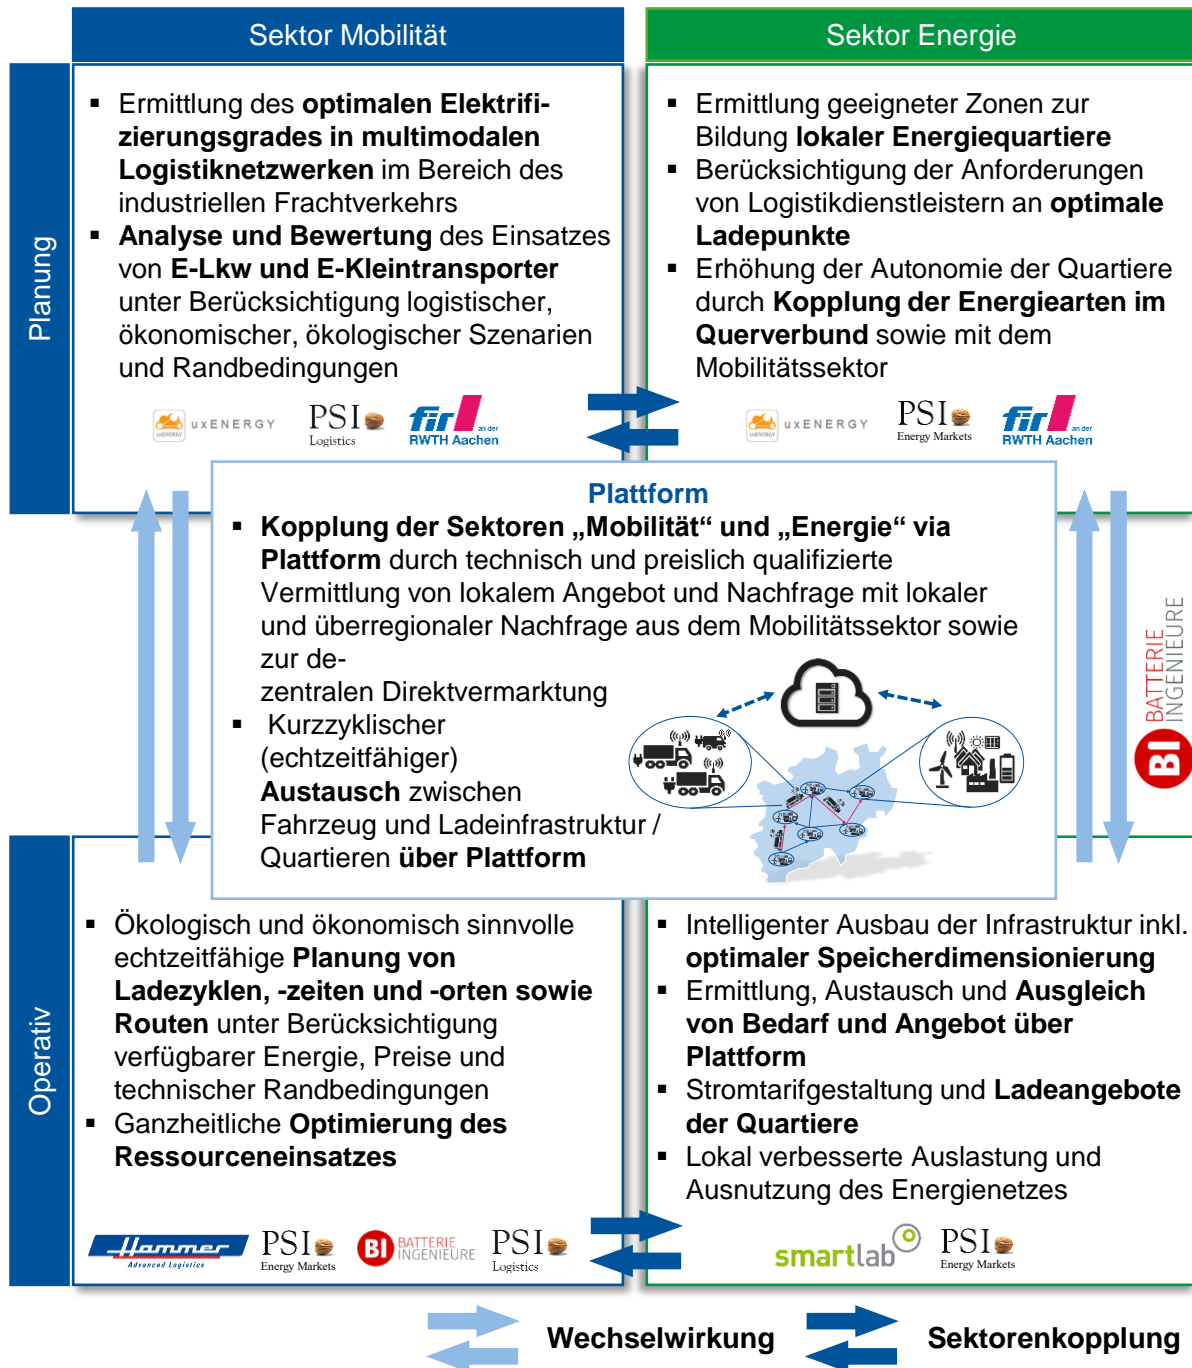 Sektor Mobilität
Sektor Energie
Planung
▪ Ermittlung des optimalen Elektrifi-
zierungsgrades in multimodalen
Logistiknetzwerken im Bereich des
industriellen Frachtverkehrs
▪ Analyse und Bewertung des Einsatzes
von E-Lkw und E-Kleintransporter
unter Berücksichtigung logistischer,
ökonomischer, ökologischer Szenarien
und Randbedingungen
uxENERGY
uxENERGY
PSI
Logistics
fir
an der
RWTH Aachen
▪ Ermittlung geeigneter Zonen zur
Bildung lokaler Energiequartiere
▪ Berücksichtigung der Anforderungen
von Logistikdienstleistern an optimale
Ladepunkte
▪ Erhöhung der Autonomie der Quartiere
durch Kopplung der Energiearten im
Querverbund sowie mit dem
Mobilitätssektor
uxENERGY
uxENERGY
PSI
Energy Markets
fir
an der
RWTH Aachen
Plattform
▪ Kopplung der Sektoren „Mobilität“ und „Energie“ via
Plattform durch technisch und preislich qualifizierte
Vermittlung von lokalem Angebot und Nachfrage mit lokaler
und überregionaler Nachfrage aus dem Mobilitätssektor sowie
zur de-
zentralen Direktvermarktung
▪ Kurzzyklischer
(echtzeitfähiger)
Austausch zwischen
Fahrzeug und Ladeinfrastruktur /
Quartieren über Plattform
BI
BATTERIE
INGENIEURE
Operativ
▪ Ökologisch und ökonomisch sinnvolle
echtzeitfähige Planung von
Ladezyklen, -zeiten und -orten sowie
Routen unter Berücksichtigung
verfügbarer Energie, Preise und
technischer Randbedingungen
▪ Ganzheitliche Optimierung des
Ressourceneinsatzes
Hammer
Advanced Logistics
PSI
Energy Markets
BI
BATTERIE
INGENIEURE
PSI
Logistics
▪ Intelligenter Ausbau der Infrastruktur inkl.
optimaler Speicherdimensionierung
▪ Ermittlung, Austausch und Ausgleich
von Bedarf und Angebot über
Plattform
▪ Stromtarifgestaltung und Ladeangebote
der Quartiere
▪ Lokal verbesserte Auslastung und
Ausnutzung des Energienetzes
smartlab
PSI
Energy Markets
Wechselwirkung
Sektorenkopplung